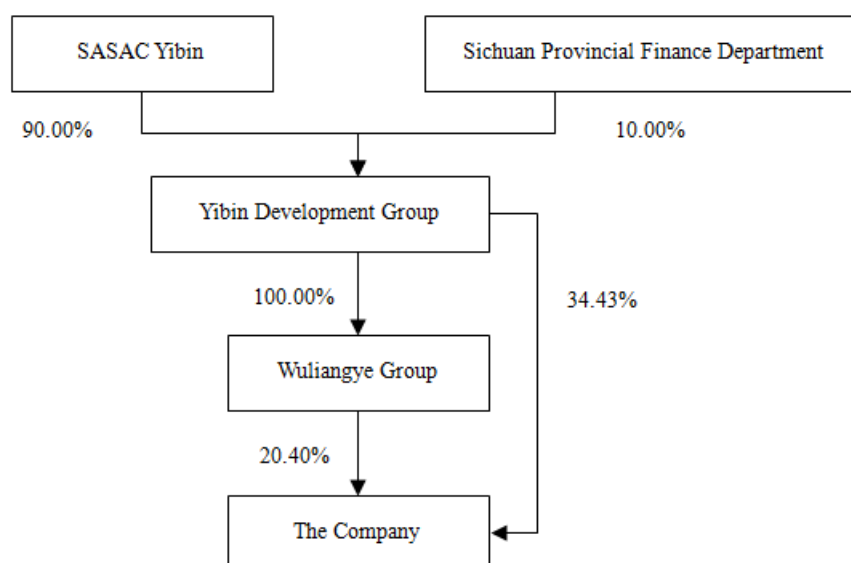 SASAC Yibin
Sichuan Provincial Finance Department
90.00%
10.00%
Yibin Development Group
100.00%
34.43%
Wuliangye Group
20.40%
The Company